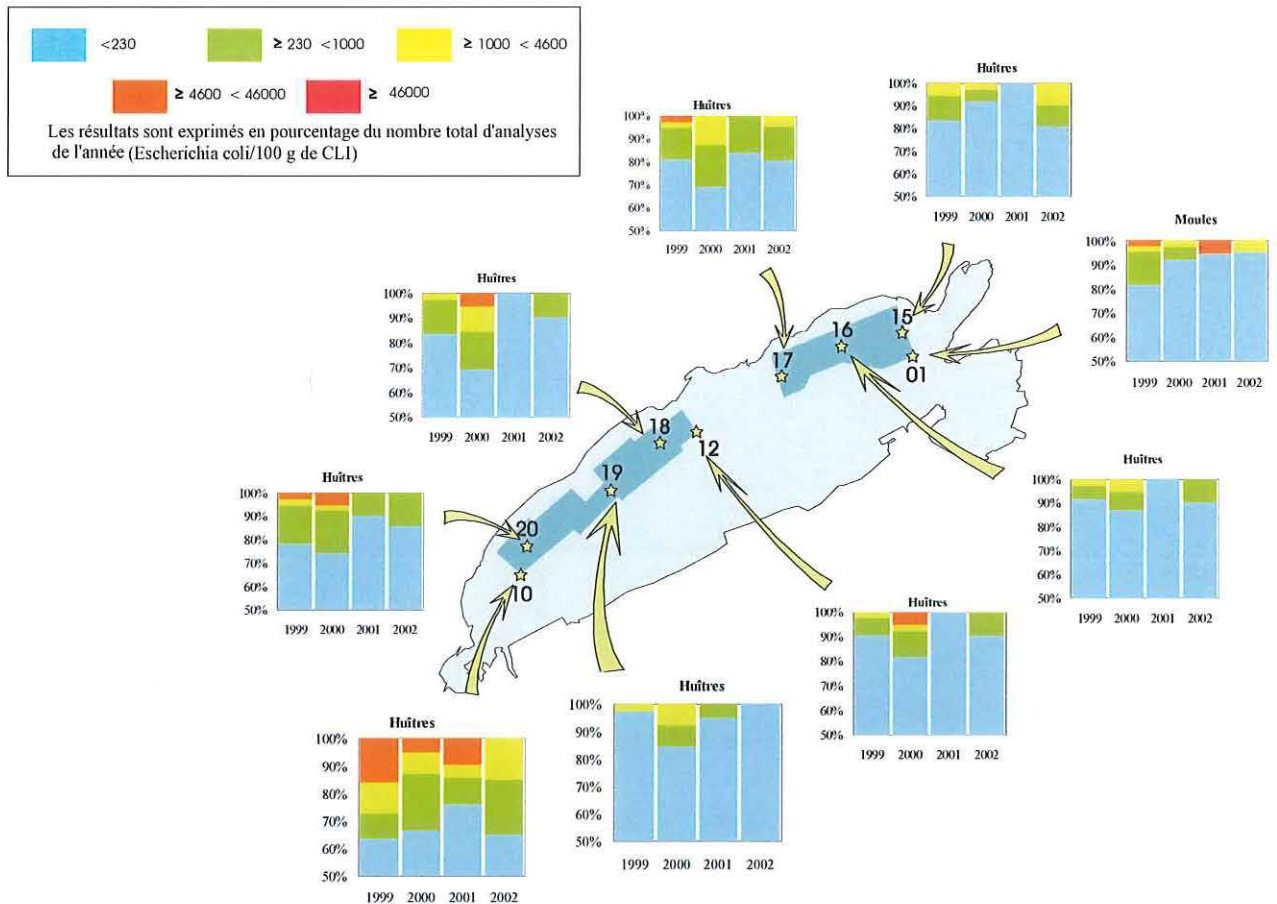 <230
≥ 230 <1000
≥ 1000 < 4600
≥ 4600 < 46000
≥ 46000
Les résultats sont exprimés en pourcentage du nombre total d'analyses
de l'année (Escherichia coli/100 g de CLI)
Huîtres
100%
90%
80%
70%
60%
50%
1999 2000 2001 2002
Huîtres
100%
90%
80%
70%
60%
50%
1999 2000 2001 2002
Moules
100%
90%
80%
70%
60%
50%
1999 2000 2001 2002
Huîtres
100%
90%
80%
70%
60%
50%
1999 2000 2001 2002
15
16
17
01
18
12
19
20
10
Huîtres
100%
90%
80%
70%
60%
50%
1999 2000 2001 2002
Huîtres
100%
90%
80%
70%
60%
50%
1999 2000 2001 2002
Huîtres
100%
90%
80%
70%
60%
50%
1999 2000 2001 2002
Huîtres
100%
90%
80%
70%
60%
50%
1999 2000 2001 2002
Huîtres
100%
90%
80%
70%
60%
50%
1999 2000 2001 2002